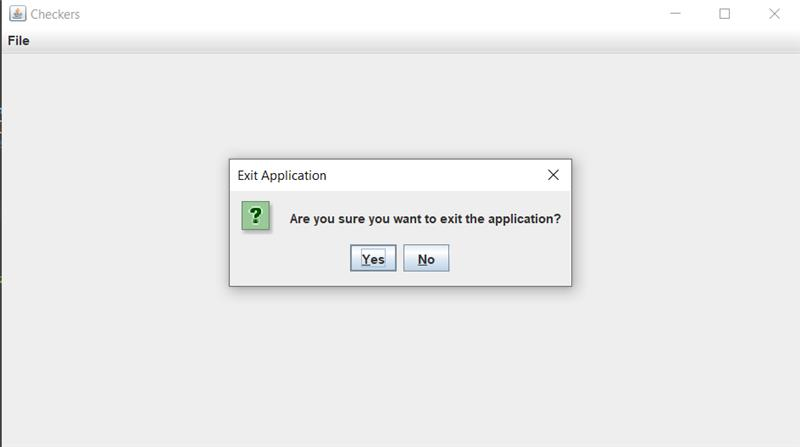 Checkers
File
Exit Application
?
Are you sure you want to exit the application?
Yes No